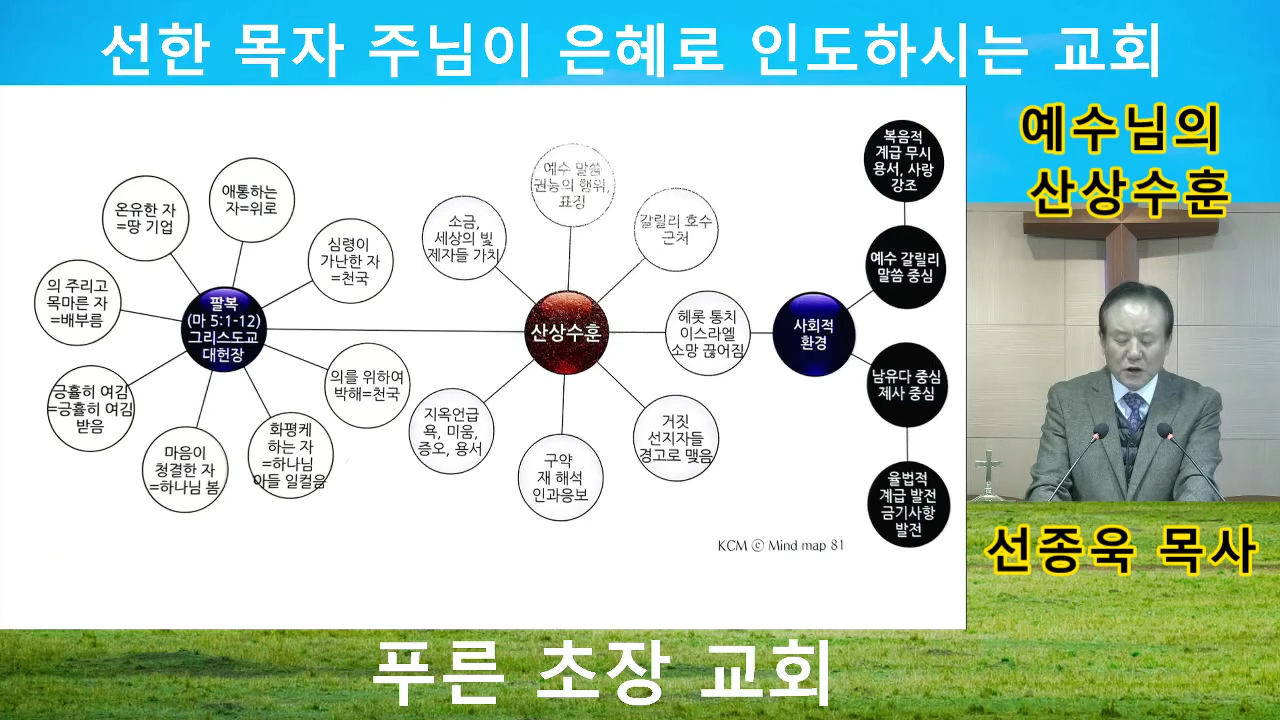 선한 목자 주님이 은혜로 인도하시는 교회
예수님의
산상수훈
애통하는
자=위로
온유한 자
=땅 기업
심령이
가난한 자
=천국
의 주리고
목마른 자
=배부름
팔복
(마 5:1-12)
그리스도교
대헌장
긍휼히 여김
=긍휼히 여김
받음
마음이
청결한 자
=하나님 봄
화평케
하는 자
=하나님
아들 일컬음
의를 위하여
박해=천국
소금,
세상의 빛
제자들 가치
예수 말씀
권능의 행위,
표징
갈릴리 호수
근처
산상수훈
헤롯 통치
이스라엘
소망 끊어짐
지옥언급
욕, 미움,
증오, 용서
구약
재 해석
인과응보
거짓
선지자들
경고로 맺음
사회적
환경
복음적
계급 무시
용서, 사랑
강조
예수 갈릴리
말씀 중심
남유다 중심
제사 중심
율법적
계급 발전
금기사항
발전
KCM ⓒ Mind map 81
선종욱 목사
푸른 초장 교회